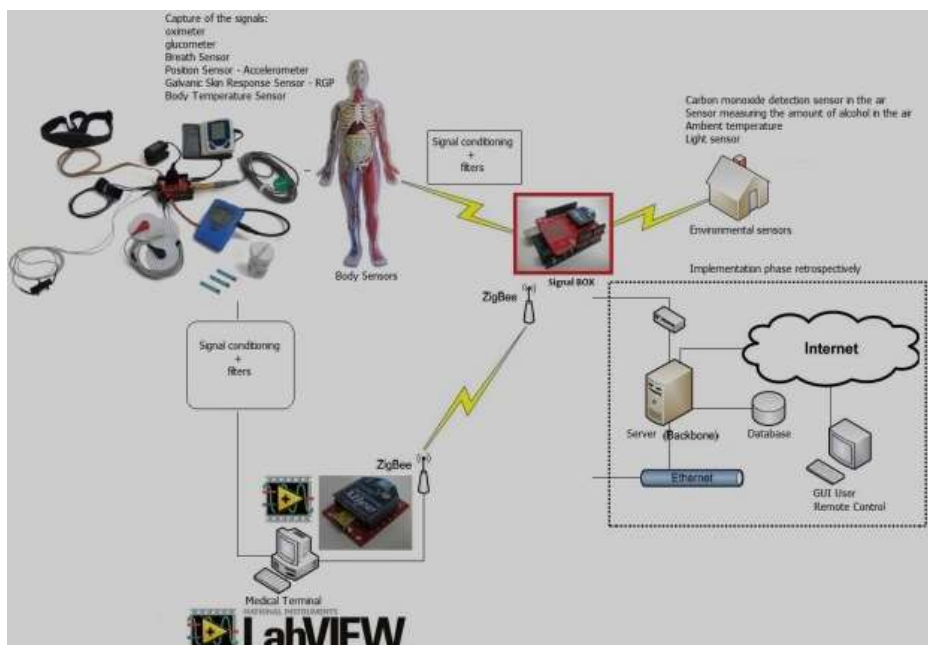 Capture of the signals:
oximeter
glucometer
Breath Sensor
Position Sensor - Accelerometer
Galvanic Skin Response Sensor - RGP
Body Temperature Sensor
Carbon monoxide detection sensor in the air
Sensor measuring the amount of alcohol in the air
Ambient temperature
Light sensor
Signal conditioning
+
filters
Environmental sensors
Body Sensors
Signal BOX
Implementation phase retrospectively
ZigBee
Signal conditioning
+
filters
Internet
Server (Backbone)
Database
ZigBee
Ethernet
GUI User
Remote Control
Medical Terminal
NATIONAL INSTRUMENTS
LabVIEW